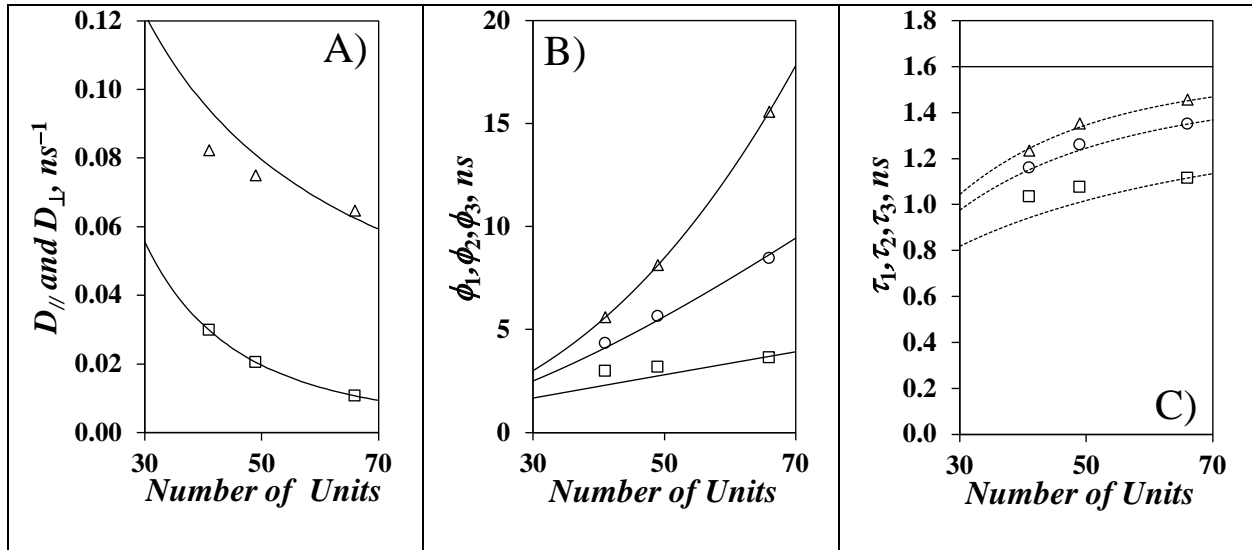 A)
D// and D⊥, ns–1
0.12
0.10
0.08
0.06
0.04
0.02
0.00
30 50 70
Number of Units
B)
ϕ1,ϕ2,ϕ3, ns
20
15
10
5
0
30 50 70
Number of Units
C)
τ1,τ2,τ3, ns
1.8
1.6
1.4
1.2
1.0
0.8
0.6
0.4
0.2
0.0
30 50 70
Number of Units